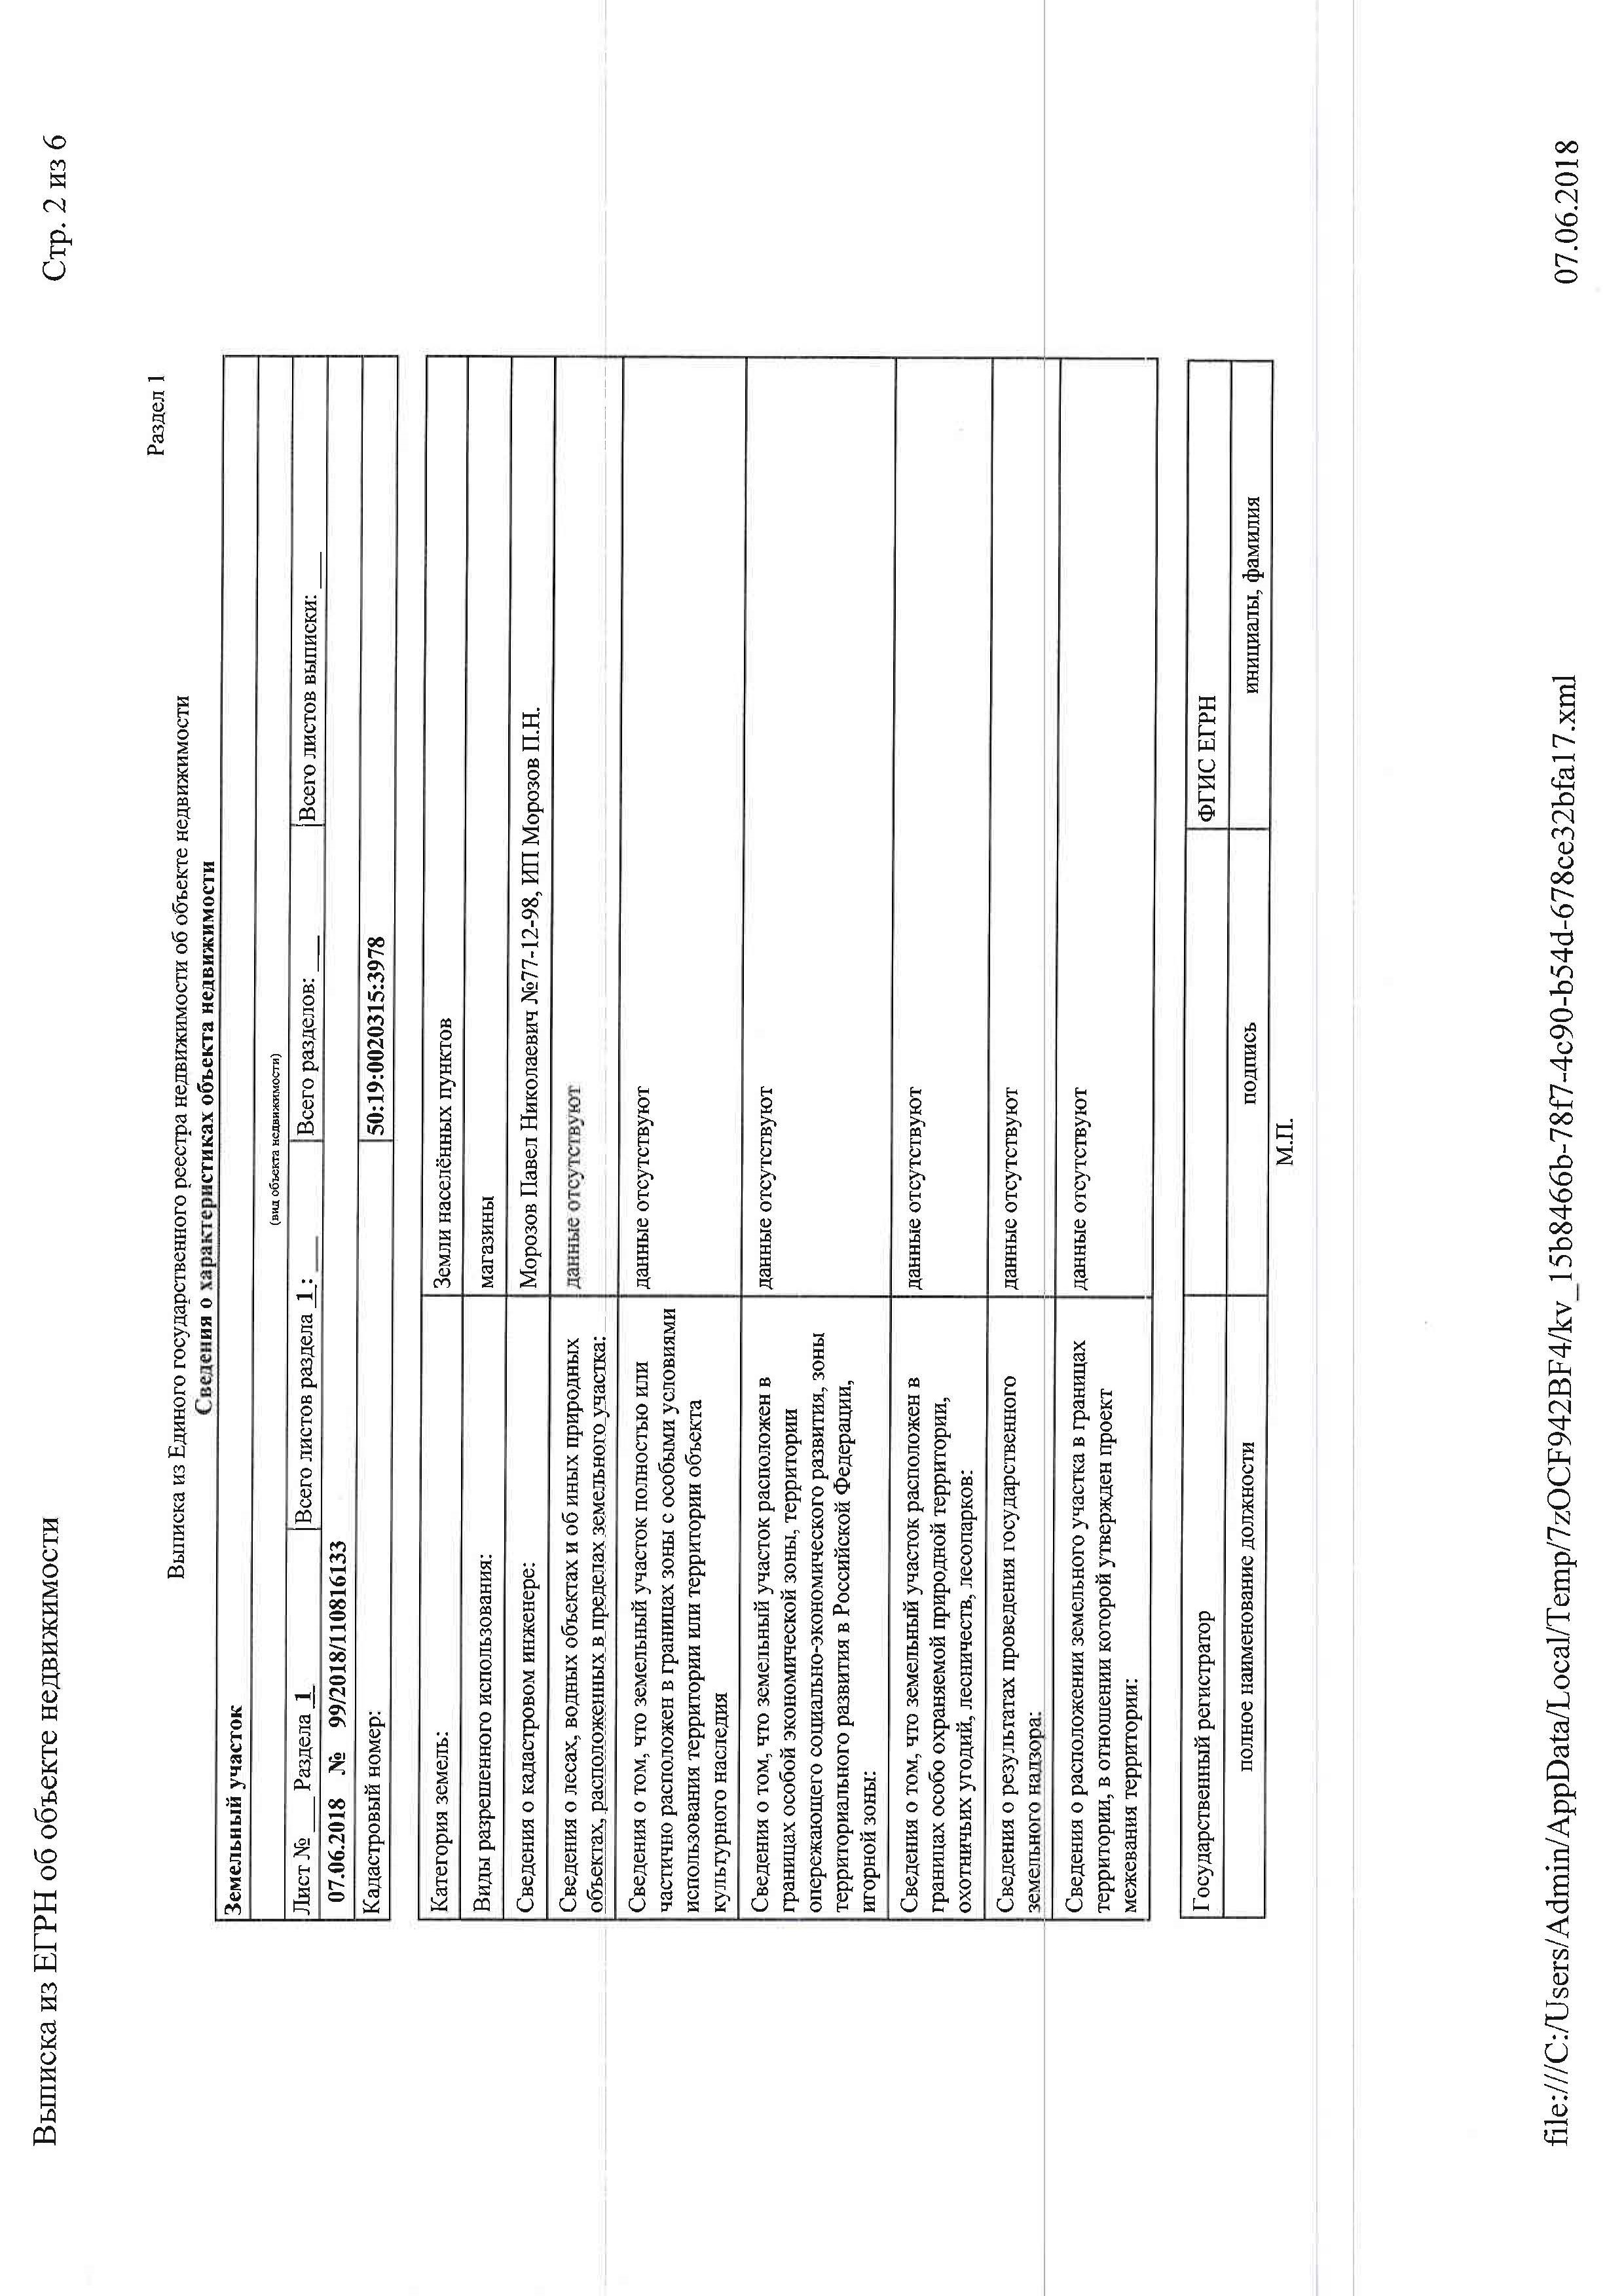 Выписка из ЕГРН об объекте недвижимости
Стр. 2 из 6
Раздел 1
Выписка из Единого государственного реестра недвижимости об объекте недвижимости
Сведения о характеристиках объекта недвижимости
Земельный участок
(вид объекта недвижимости)
Лист № ___ Раздела 1
Всего листов раздела 1 : ___
Всего разделов: ___
Всего листов выписки: ___
07.06.2018 № 99/2018/110816133
Кадастровый номер:
50:19:0020315:3978
Категория земель:
Земли населённых пунктов
Виды разрешенного использования:
магазины
Сведения о кадастровом инженере:
Морозов Павел Николаевич №77-12-98, ИП Морозов П.Н.
Сведения о лесах, водных объектах и об иных природных
объектах, расположенных в пределах земельного участка:
данные отсутствуют
Сведения о том, что земельный участок полностью или
частично расположен в границах зоны с особыми условиями
использования территории или территории объекта
культурного наследия
данные отсутствуют
Сведения о том, что земельный участок расположен в
границах особой экономической зоны, территории
опережающего социально-экономического развития, зоны
территориального развития в Российской Федерации,
игорной зоны:
данные отсутствуют
Сведения о том, что земельный участок расположен в
границах особо охраняемой природной территории,
охотничьих угодий, лесничеств, лесопарков:
данные отсутствуют
Сведения о результатах проведения государственного
земельного надзора:
данные отсутствуют
Сведения о расположении земельного участка в границах
территории, в отношении которой утвержден проект
межевания территории:
данные отсутствуют
Государственный регистратор
ФГИС ЕГРН
полное наименование должности
подпись
инициалы, фамилия
М.П.
file:///C:/Users/Admin/AppData/Local/Temp/7zOCF942BF4/kv_15b8466b-78f7-4c90-b54d-678ce32bfa17.xml
07.06.2018